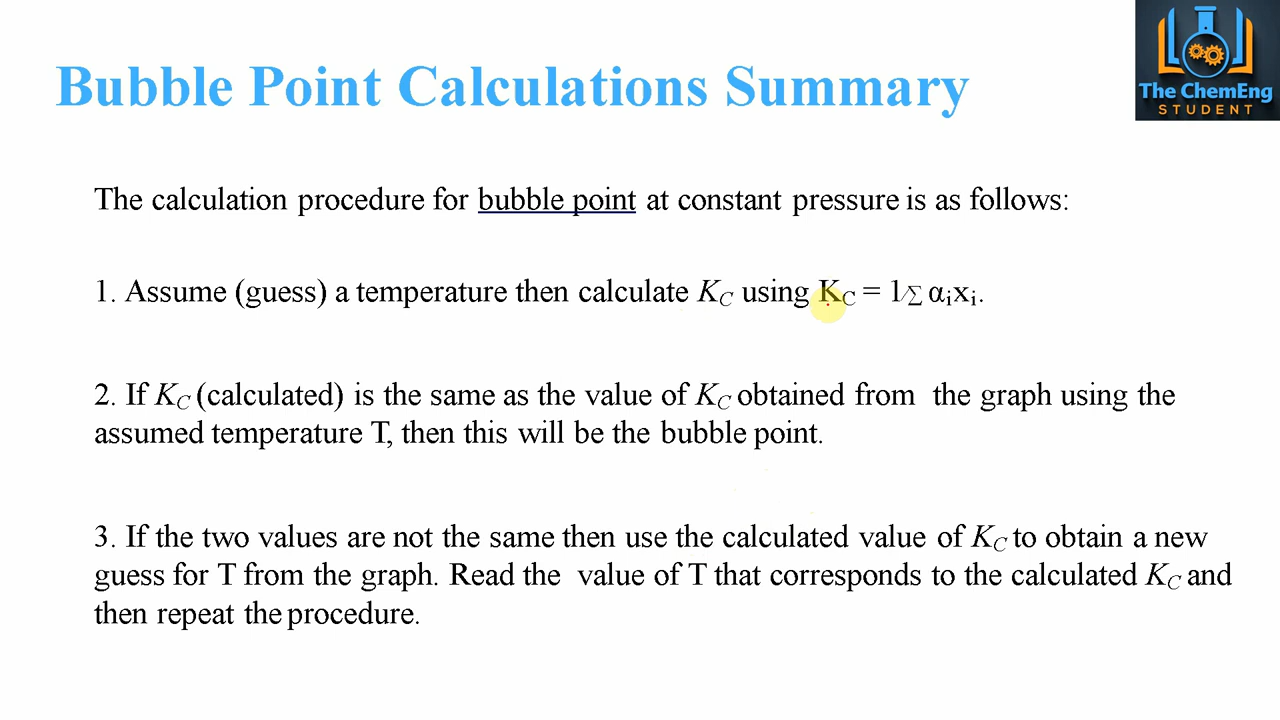 Bubble Point Calculations Summary
The ChemEng
STUDENT
The calculation procedure for bubble point at constant pressure is as follows:
1. Assume (guess) a temperature then calculate K_C using K_C = 1∕∑ α_i x_i.
2. If K_C (calculated) is the same as the value of K_C obtained from the graph using the
assumed temperature T, then this will be the bubble point.
3. If the two values are not the same then use the calculated value of K_C to obtain a new
guess for T from the graph. Read the value of T that corresponds to the calculated K_C and
then repeat the procedure.